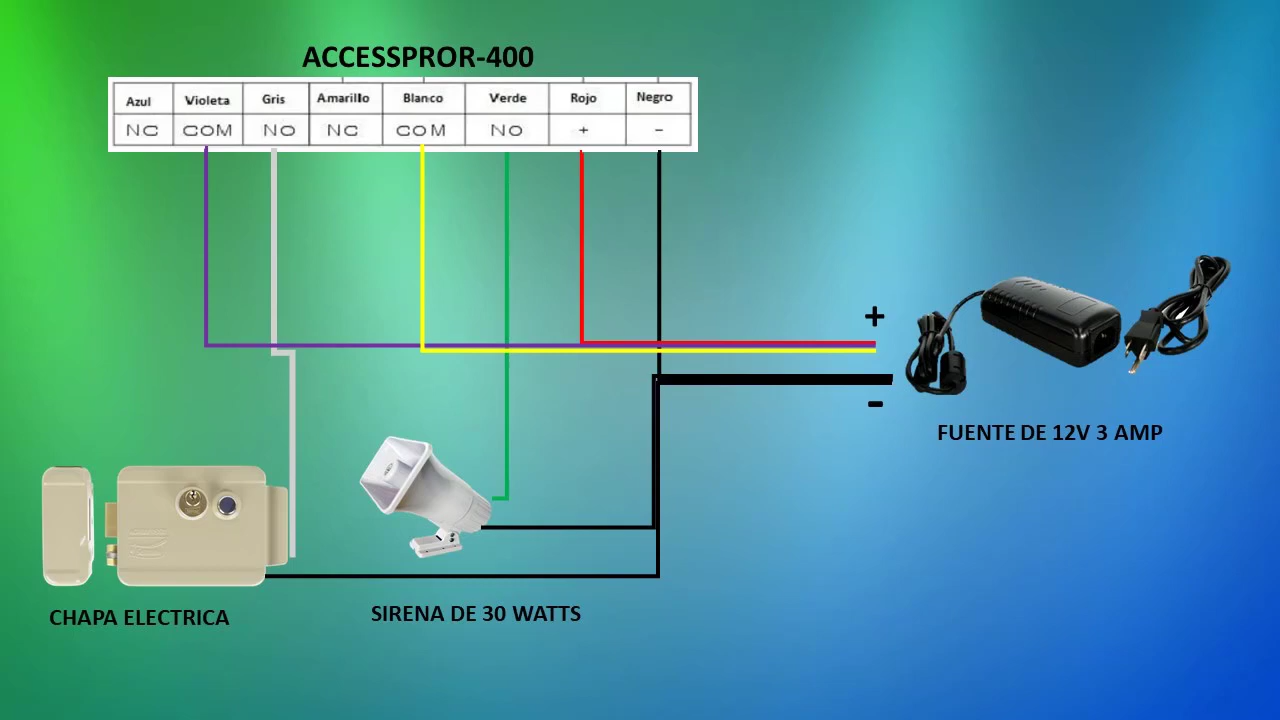 ACCESSPROR-400
Azul Violeta Gris Amarillo Blanco Verde Rojo Negro
NC COM NO NC COM NO + -
+
-
FUENTE DE 12V 3 AMP
CHAPA ELECTRICA
SIRENA DE 30 WATTS